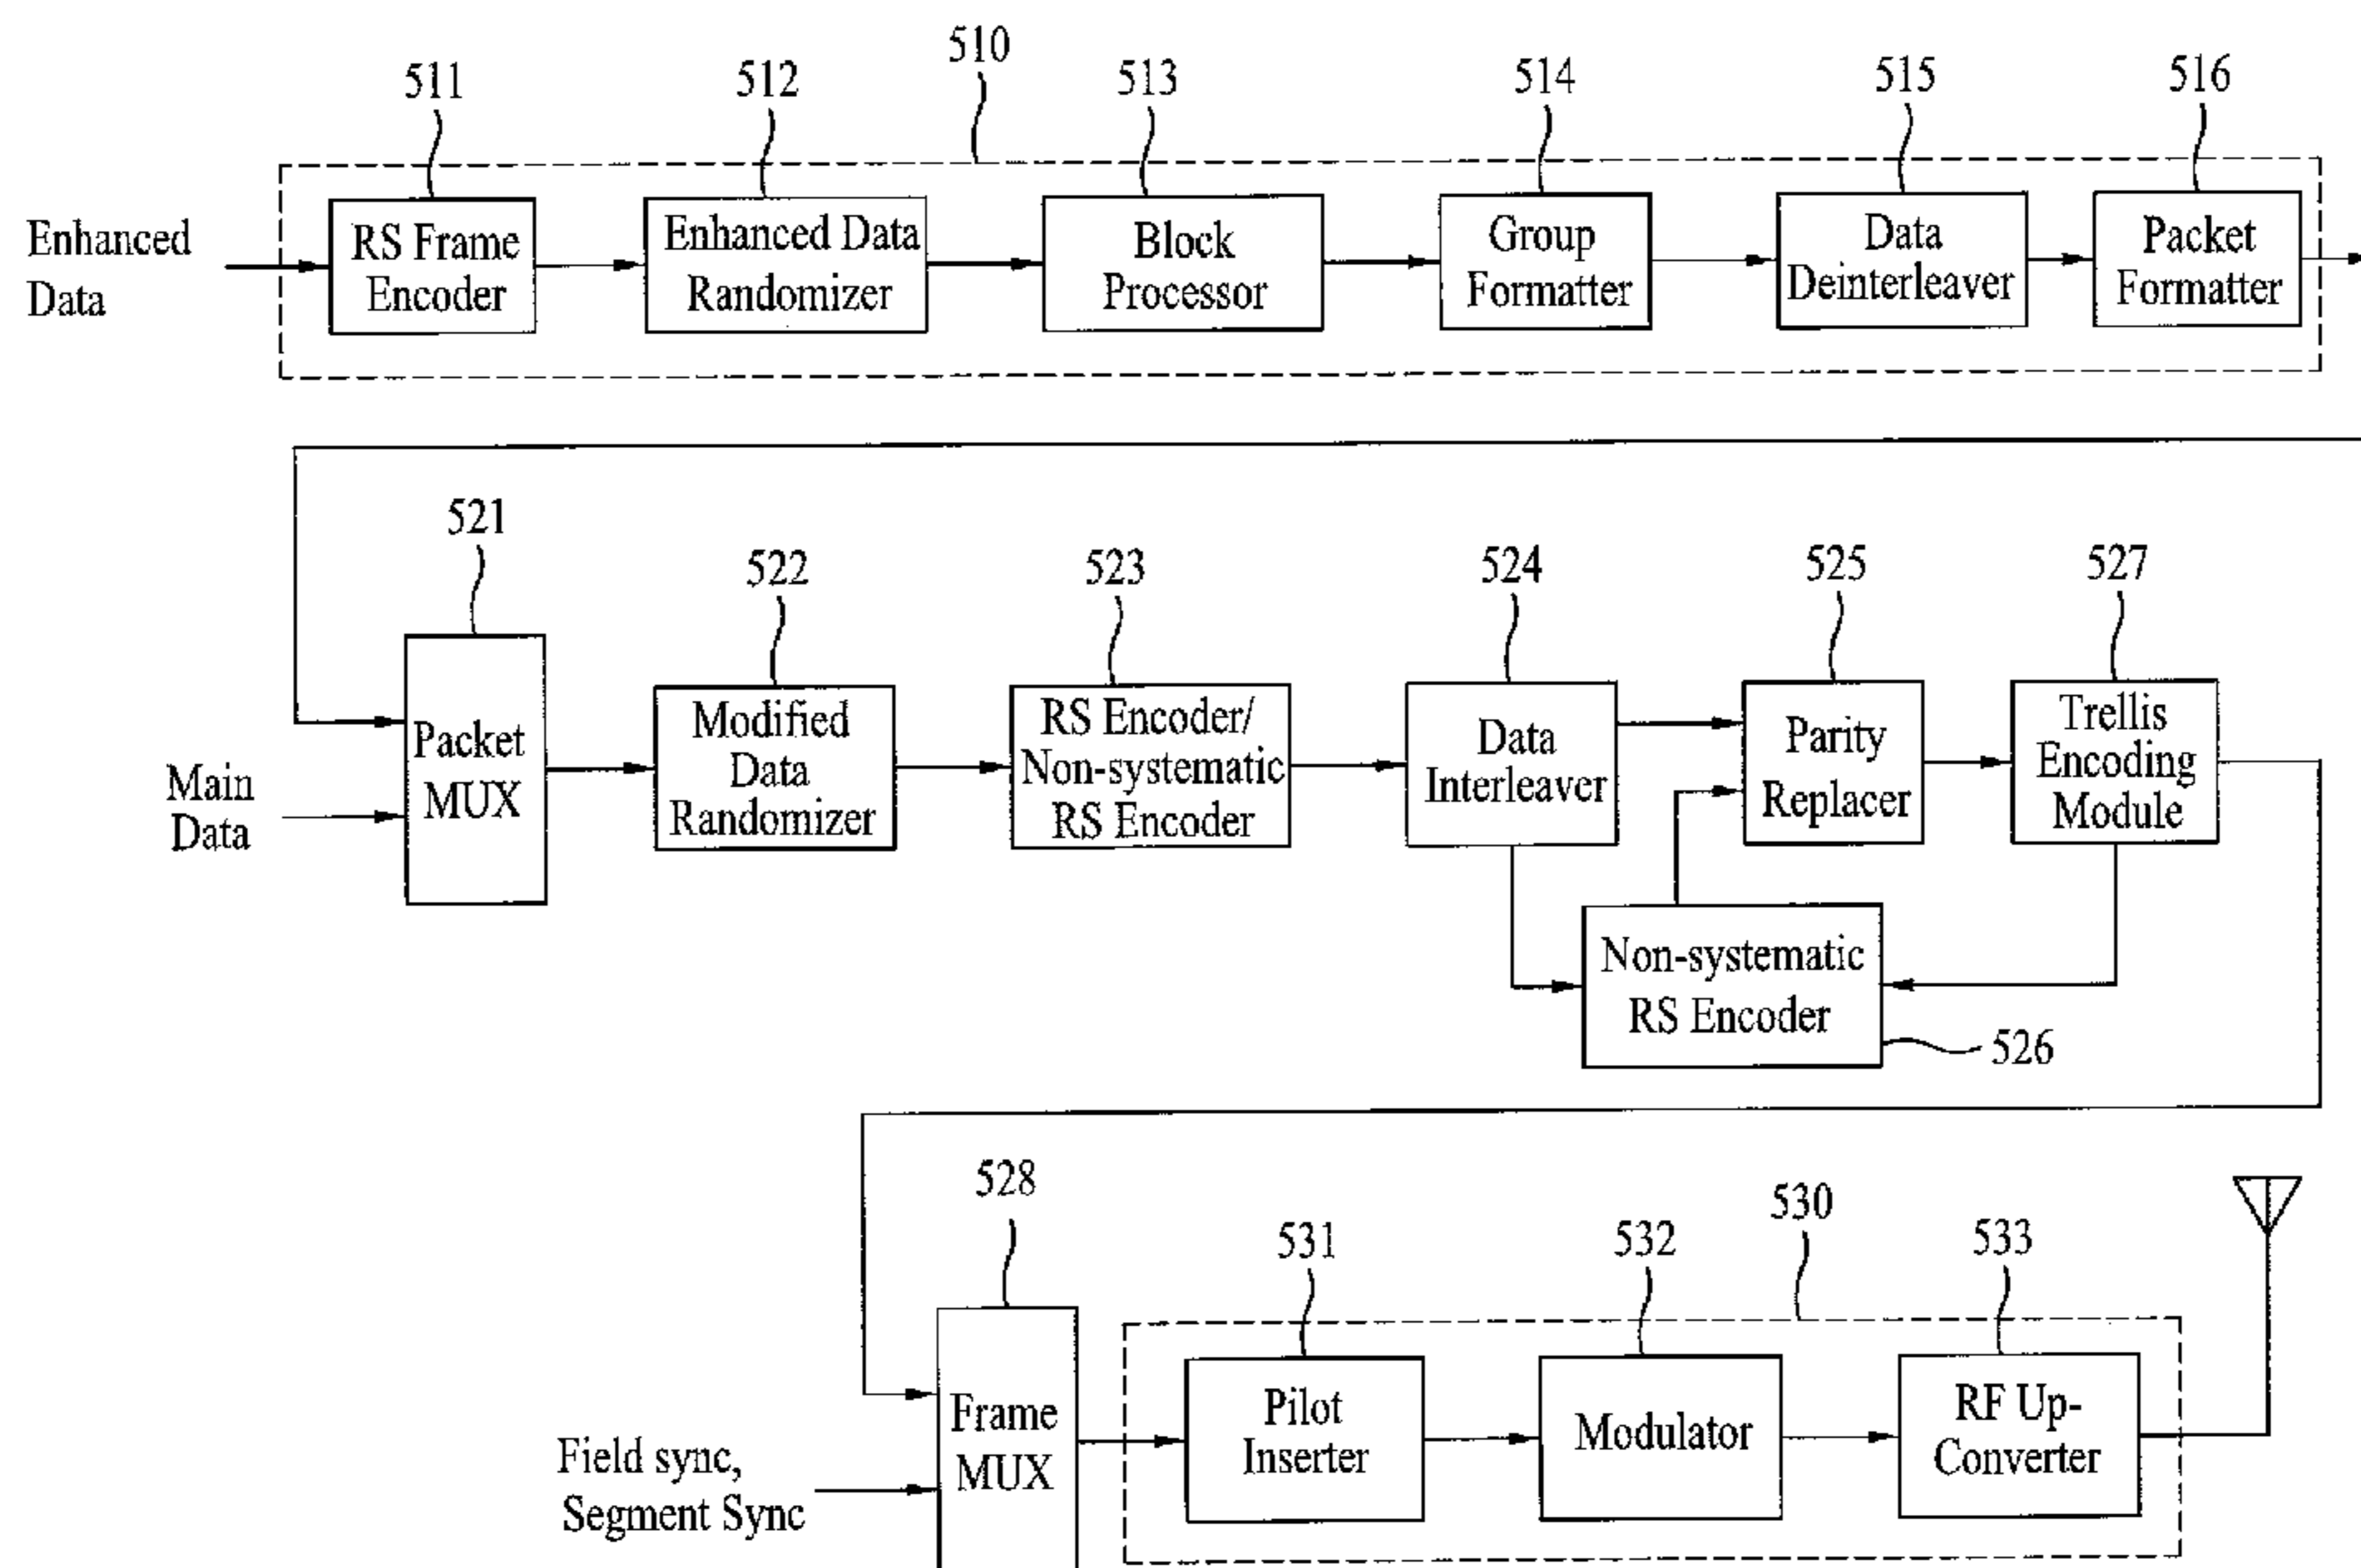 510
511
512
513
514
515
516
Enhanced
Data
RS Frame
Encoder
Enhanced Data
Randomizer
Block
Processor
Group
Formatter
Data
Deinterleaver
Packet
Formatter
521
522
523
524
525
527
Main
Data
Packet
MUX
Modified
Data
Randomizer
RS Encoder/
Non-systematic
RS Encoder
Data
Interleaver
Parity
Replacer
Trellis
Encoding
Module
Non-systematic
RS Encoder
526
528
531
532
530
533
Field sync,
Segment Sync
Frame
MUX
Pilot
Inserter
Modulator
RF Up-
Converter